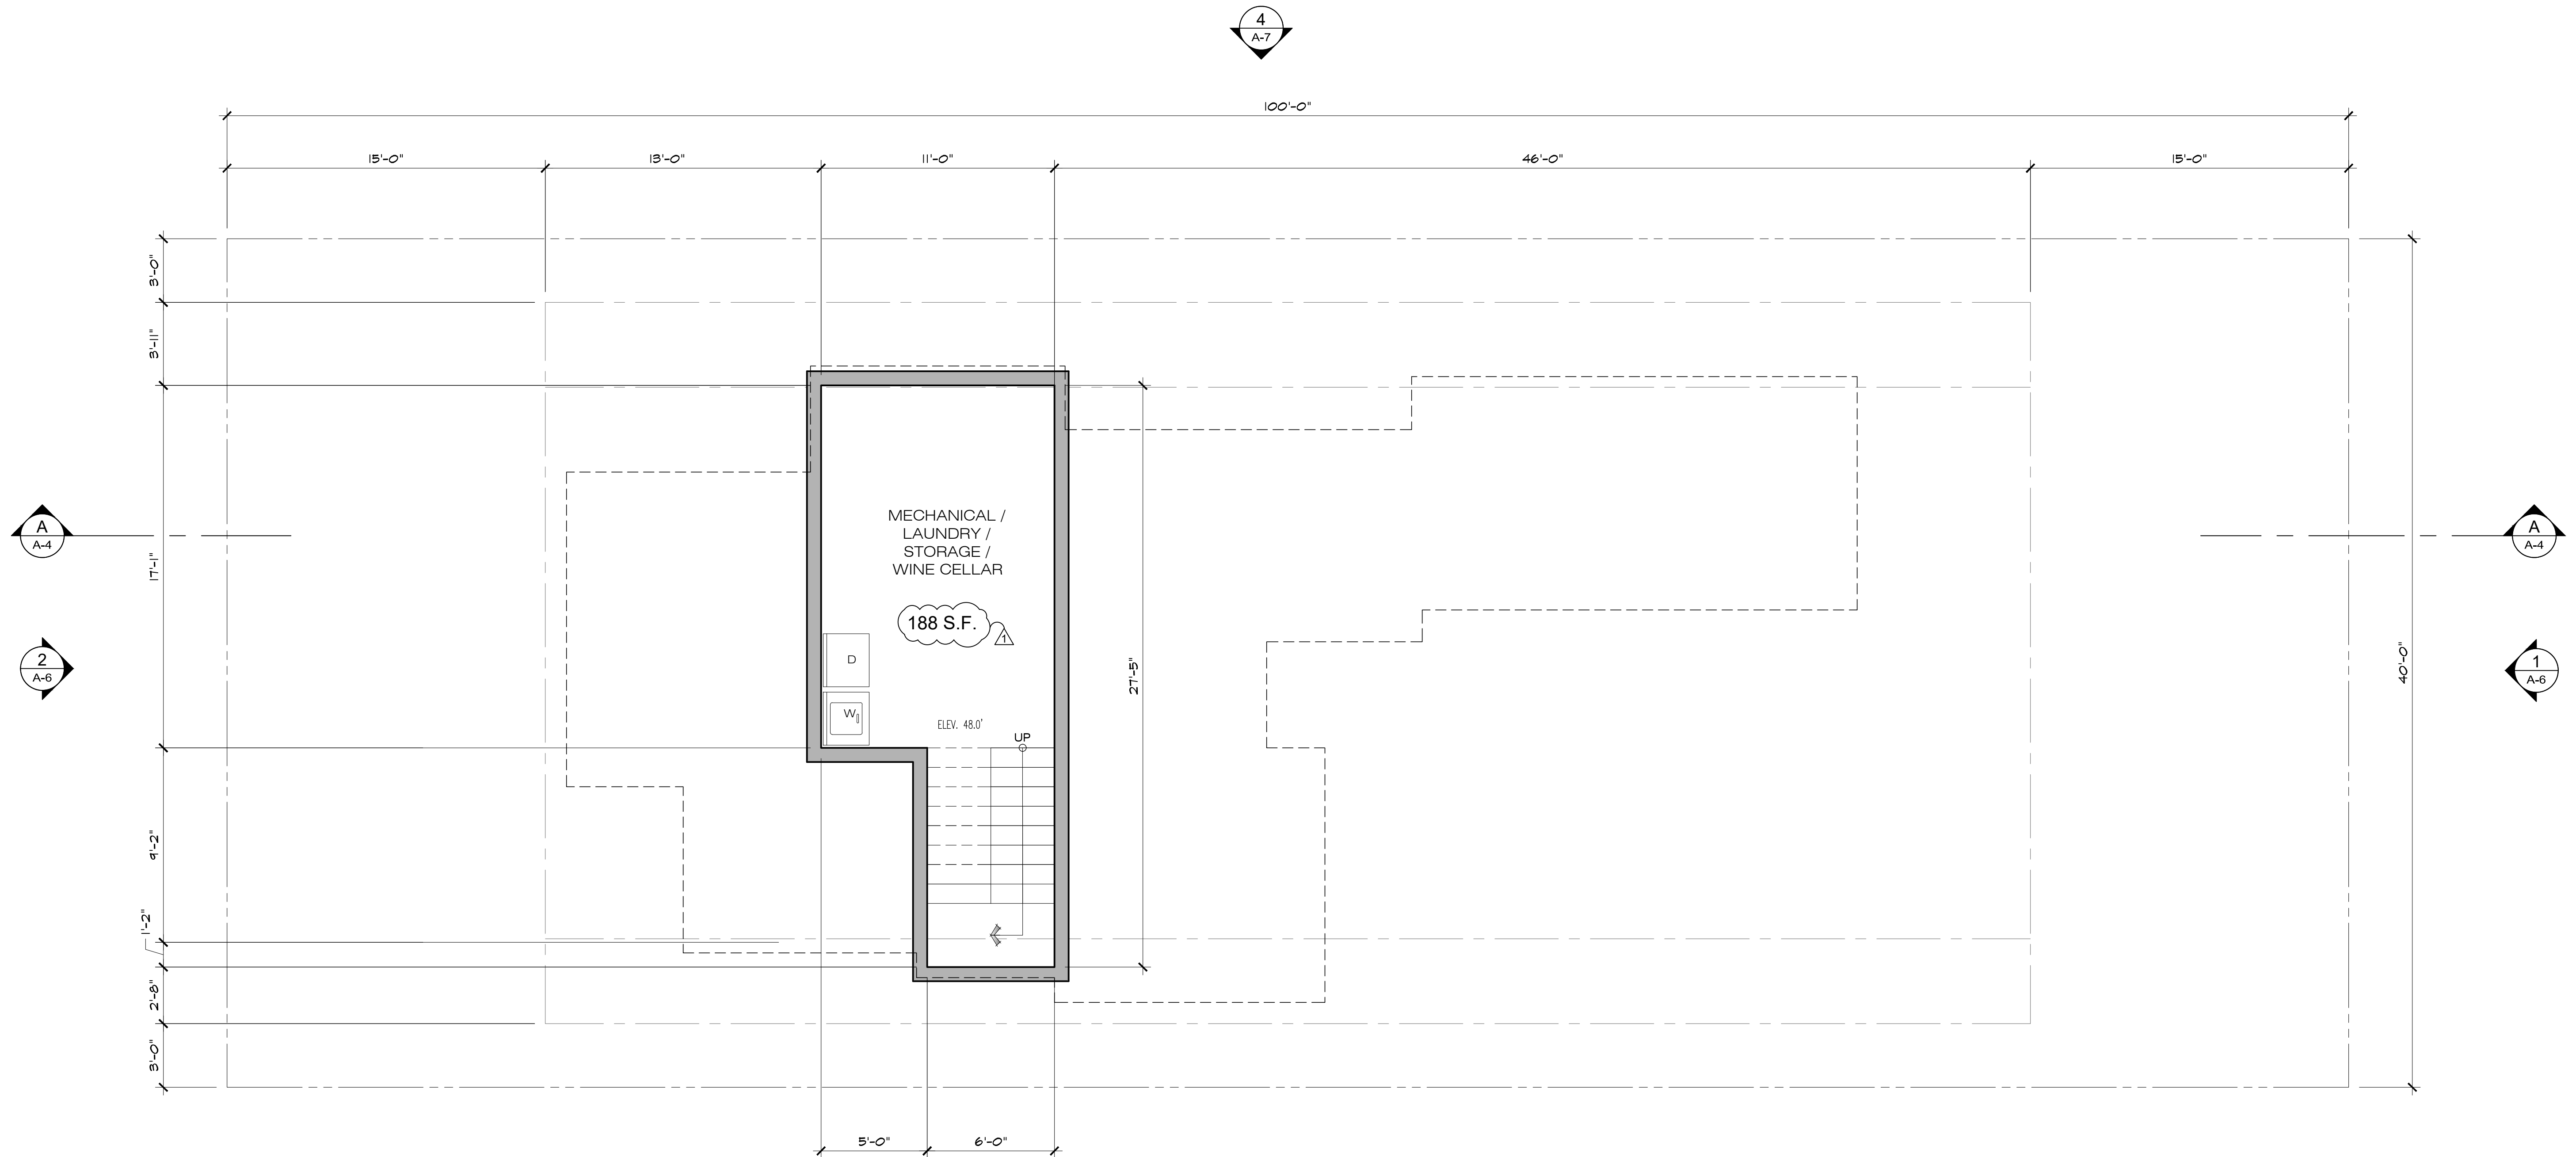 4
A-7
100'-0"
15'-0"
13'-0"
11'-0"
46'-0"
15'-0"
3'-0"
3'-11"
17'-1"
9'-2"
1'-2"
2'-8"
3'-0"
A
A-4
2
A-6
MECHANICAL /
LAUNDRY /
STORAGE /
WINE CELLAR
188 S.F.
1
D
W
ELEV. 48.0'
UP
27'-5"
40'-0"
A
A-4
1
A-6
5'-0"
6'-0"